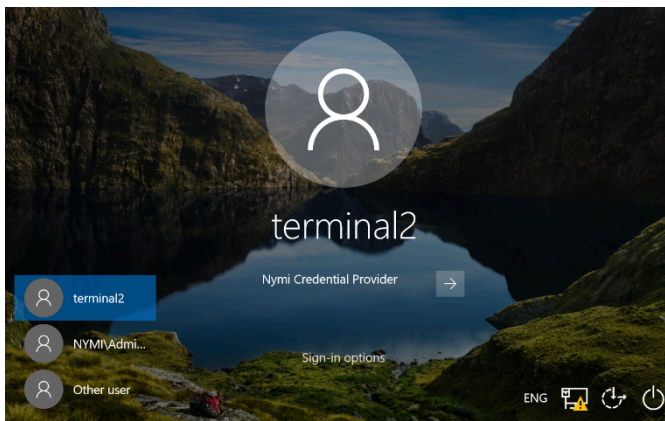 terminal2
Nymi Credential Provider
Sign-in options
terminal2
NYMI\Admi...
Other user
ENG